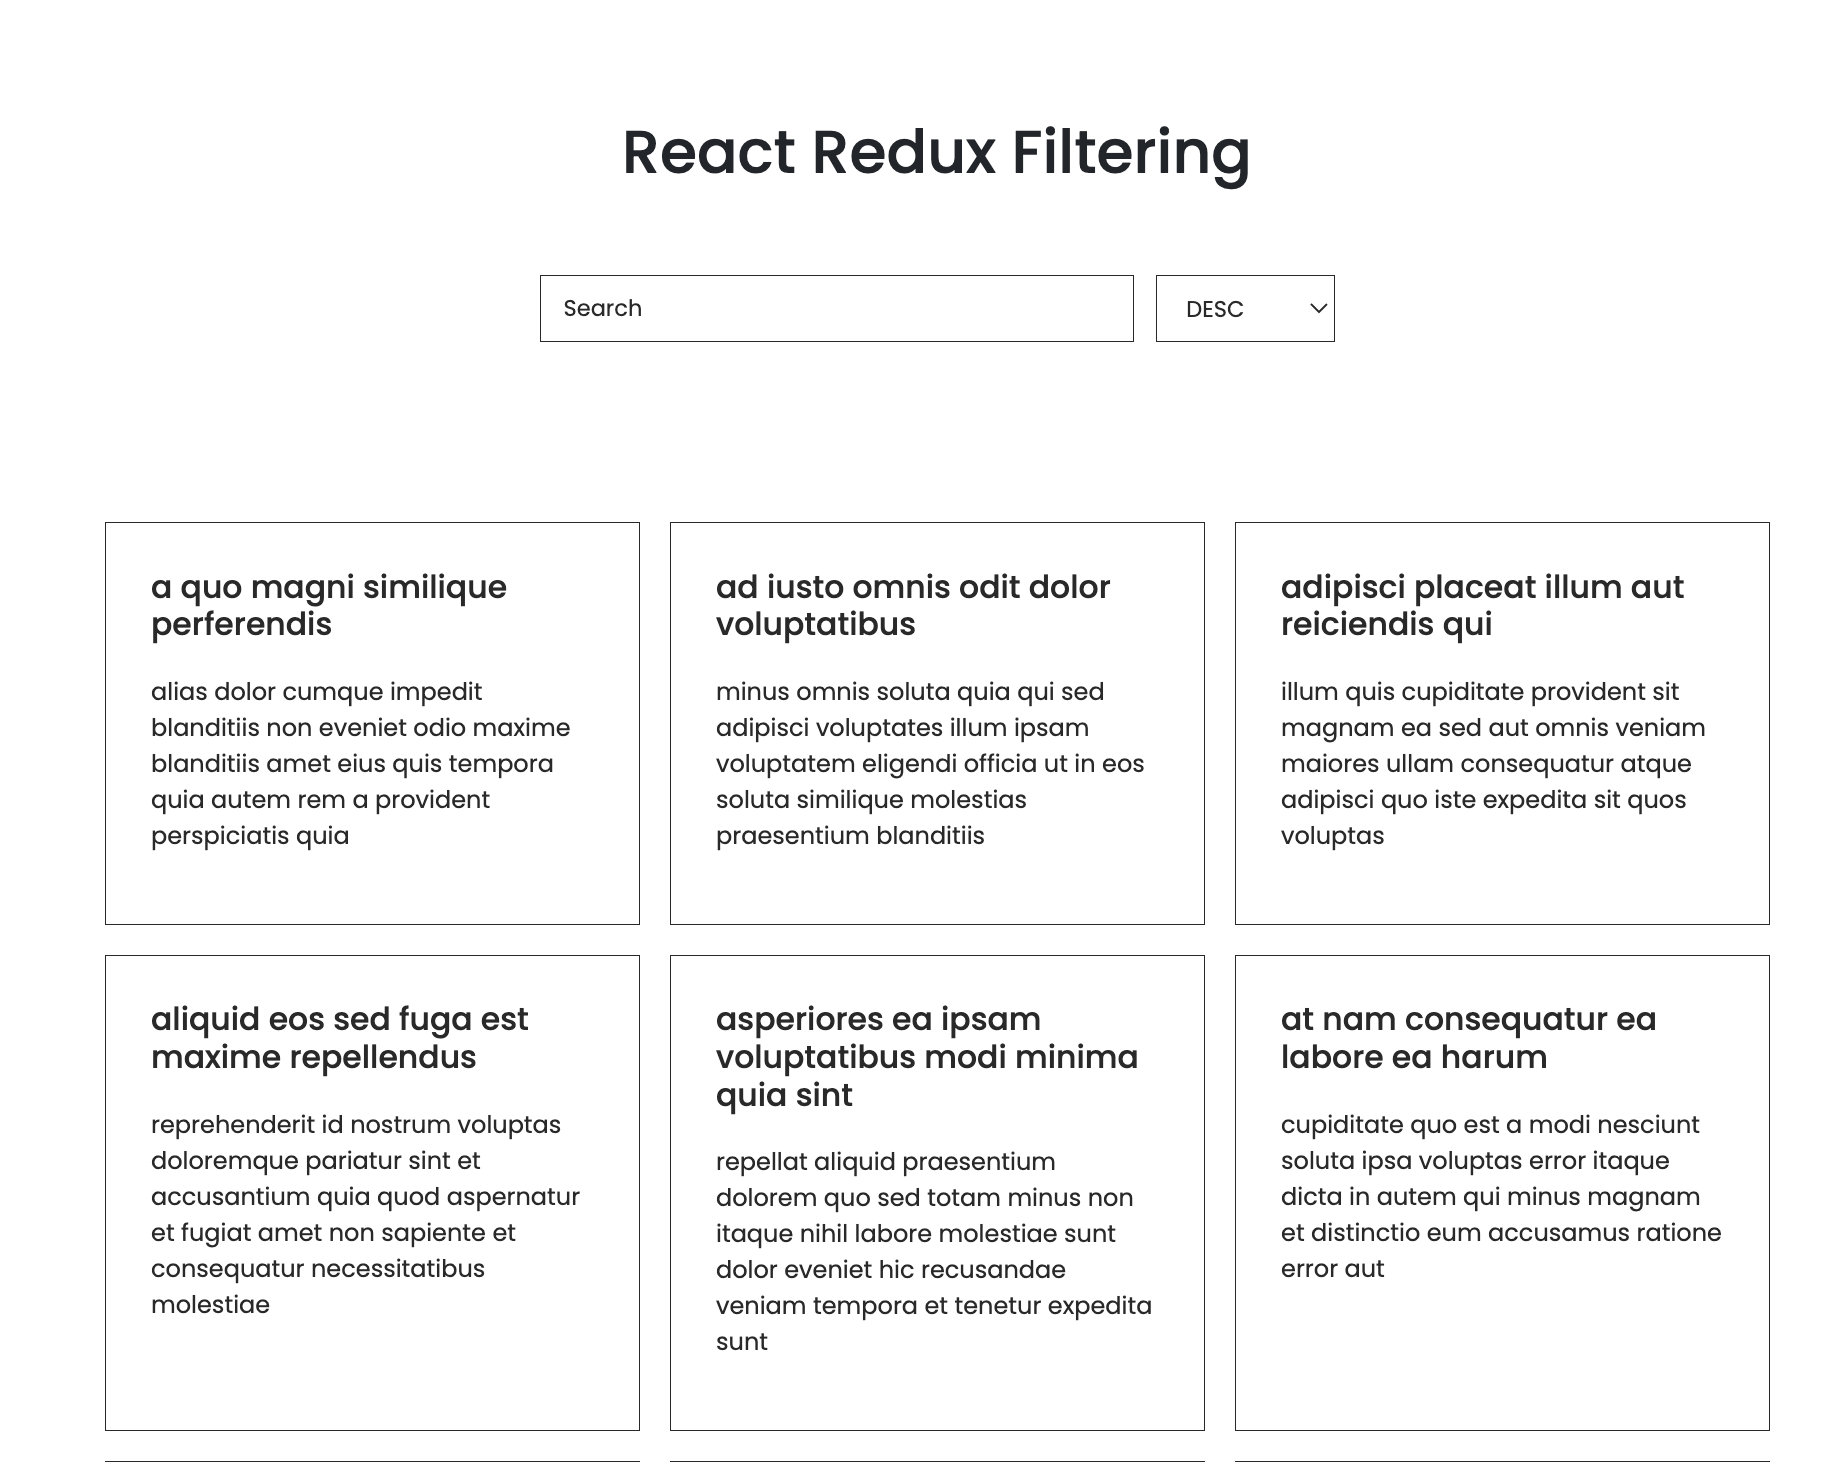 React Redux Filtering
Search
DESC
a quo magni similique
perferendis
alias dolor cumque impedit
blanditiis non eveniet odio maxime
blanditiis amet eius quis tempora
quia autem rem a provident
perspiciatis quia
ad iusto omnis odit dolor
voluptatibus
minus omnis soluta quia qui sed
adipisci voluptates illum ipsam
voluptatem eligendi officia ut in eos
soluta similique molestias
praesentium blanditiis
adipisci placeat illum aut
reiciendis qui
illum quis cupiditate provident sit
magnam ea sed aut omnis veniam
maiores ullam consequatur atque
adipisci quo iste expedita sit quos
voluptas
aliquid eos sed fuga est
maxime repellendus
reprehenderit id nostrum voluptas
doloremque pariatur sint et
accusantium quia quod aspernatur
et fugiat amet non sapiente et
consequatur necessitatibus
molestiae
asperiores ea ipsam
voluptatibus modi minima
quia sint
repellat aliquid praesentium
dolorem quo sed totam minus non
itaque nihil labore molestiae sunt
dolor eveniet hic recusandae
veniam tempora et tenetur expedita
sunt
at nam consequatur ea
labore ea harum
cupiditate quo est a modi nesciunt
soluta ipsa voluptas error itaque
dicta in autem qui minus magnam
et distinctio eum accusamus ratione
error aut